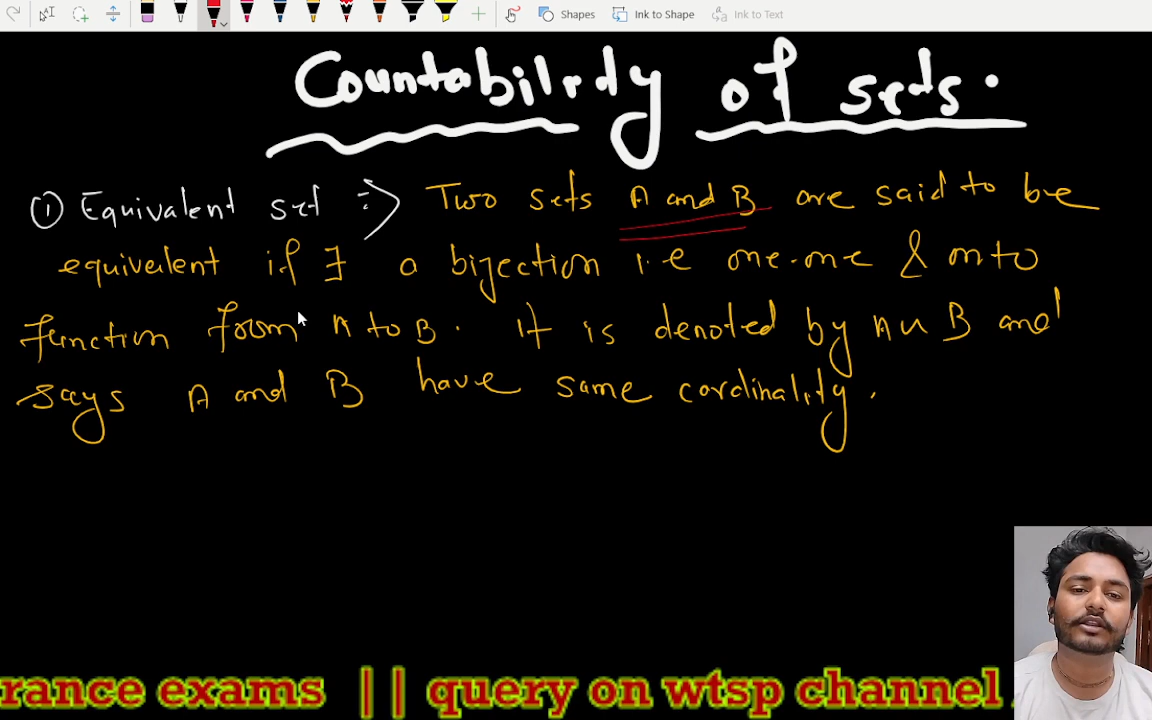 Shapes Ink to Shape Ink to Text
Countability of sets.
① Equivalent set :⇒ Two sets A and B are said to be
equivalent if ∃ a bijection i.e one-one & onto
function from A to B. It is denoted by A ∪ B and
says A and B have same cardinality.
rance exams || query on wtsp channel